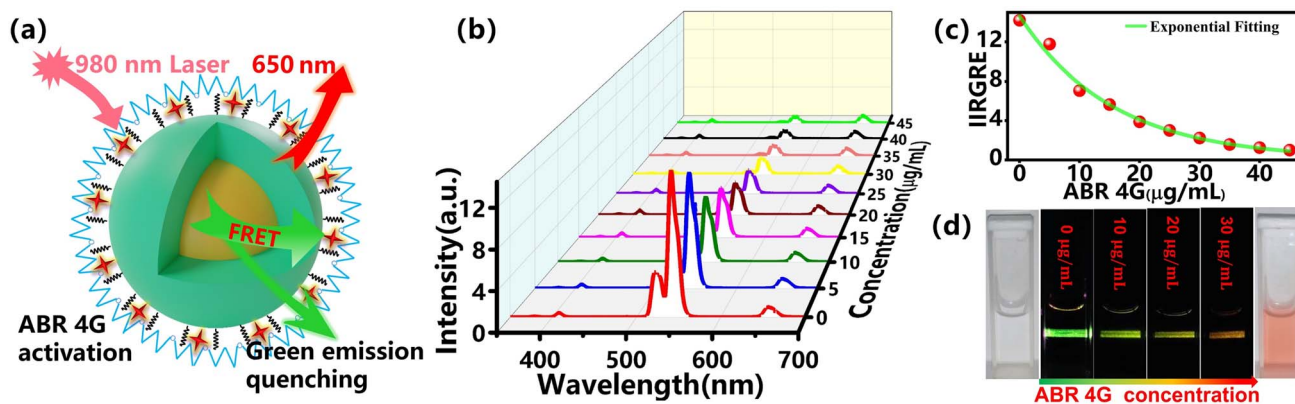 (a)
980 nm Laser
650 nm
FRET
ABR 4G
activation
Green emission
quenching
(b)
Intensity(a.u.)
12
8
4
0
400
500
600
700
Wavelength(nm)
0
5
10
15
20
25
30
35
40
45
Concentration(μg/mL)
(c)
Exponential Fitting
IIRGRE
12
8
4
0
0
10
20
30
40
ABR 4G(μg/mL)
(d)
0 μg/mL
10 μg/mL
20 μg/mL
30 μg/mL
ABR 4G concentration